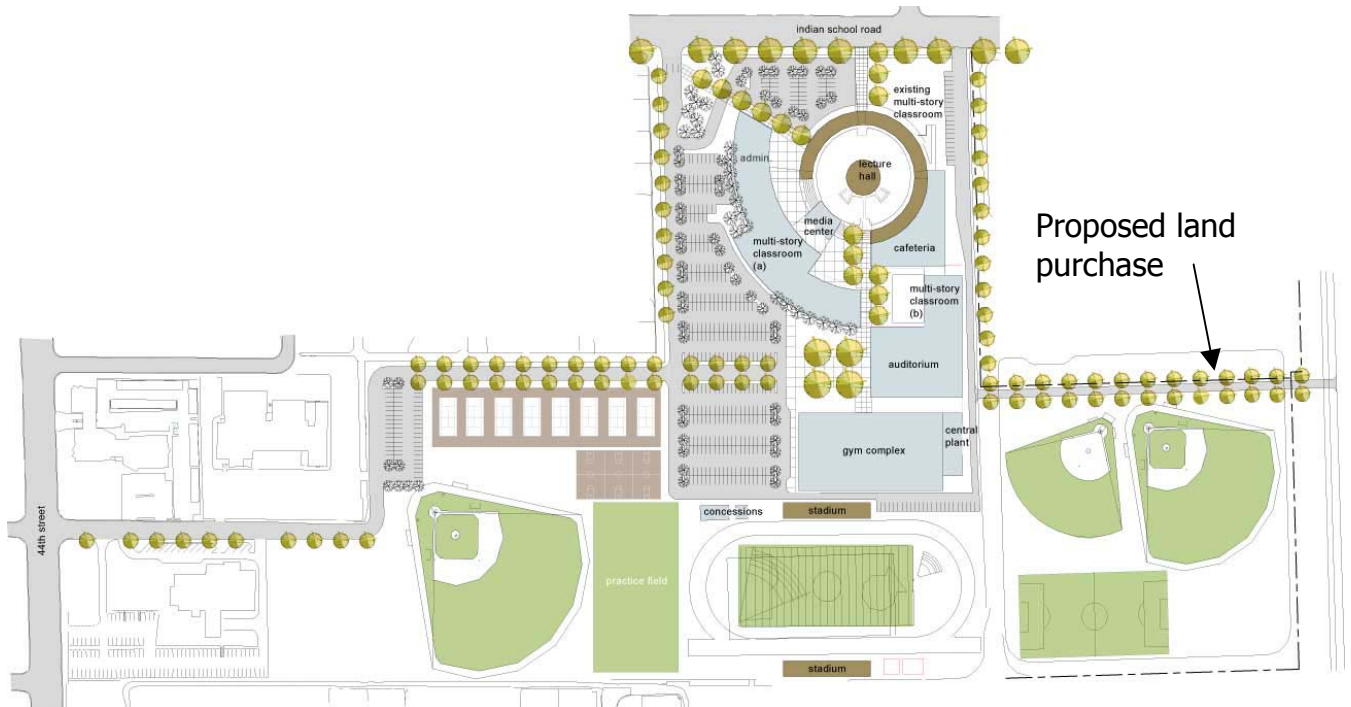 indian school road
existing
multi-story
classroom
admin.
lecture
hall
media
center
multi-story
classroom
(a)
cafeteria
multi-story
classroom
(b)
Proposed land
purchase
auditorium
gym complex
central
plant
concessions
stadium
44th street
practice field
stadium